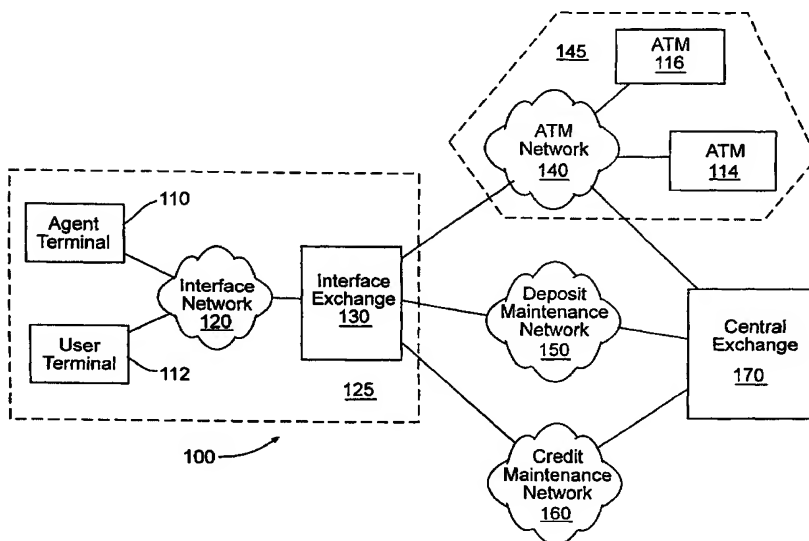 145
ATM
116
ATM
Network
140
ATM
114
110
Agent
Terminal
Interface
Network
120
Interface
Exchange
130
User
Terminal
112
125
100
Deposit
Maintenance
Network
150
Central
Exchange
170
Credit
Maintenance
Network
160